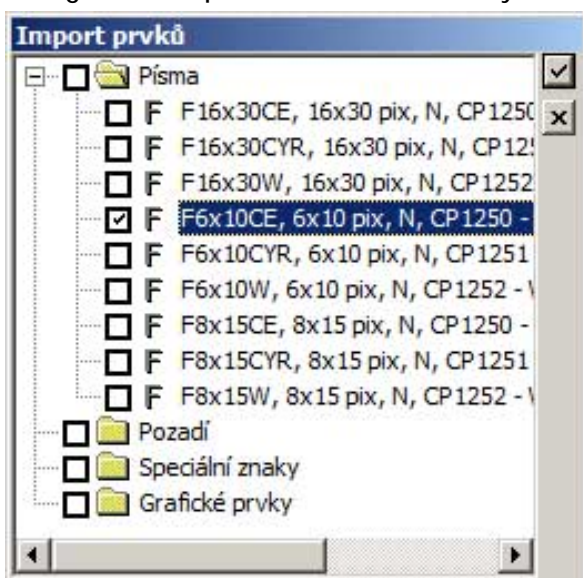 Import prvků
Písma
F F16x30CE, 16x30 pix, N, CP1250
F F16x30CYR, 16x30 pix, N,
F F16x30W, 16x30 pix, N, CP1252
F F6x10CE, 6x10 pix, N, CP1250 -
F F6x10CYR, 6x10 pix, N, CP1251
F F6x10W, 6x10 pix, N, CP1252 -
F F8x15CE, 8x15 pix, N, CP1250 -
F F8x15CYR, 8x15 pix, N, CP1251
F F8x15W, 8x15 pix, N, CP1252 -
Pozadí
Speciální znaky
Grafické prvky